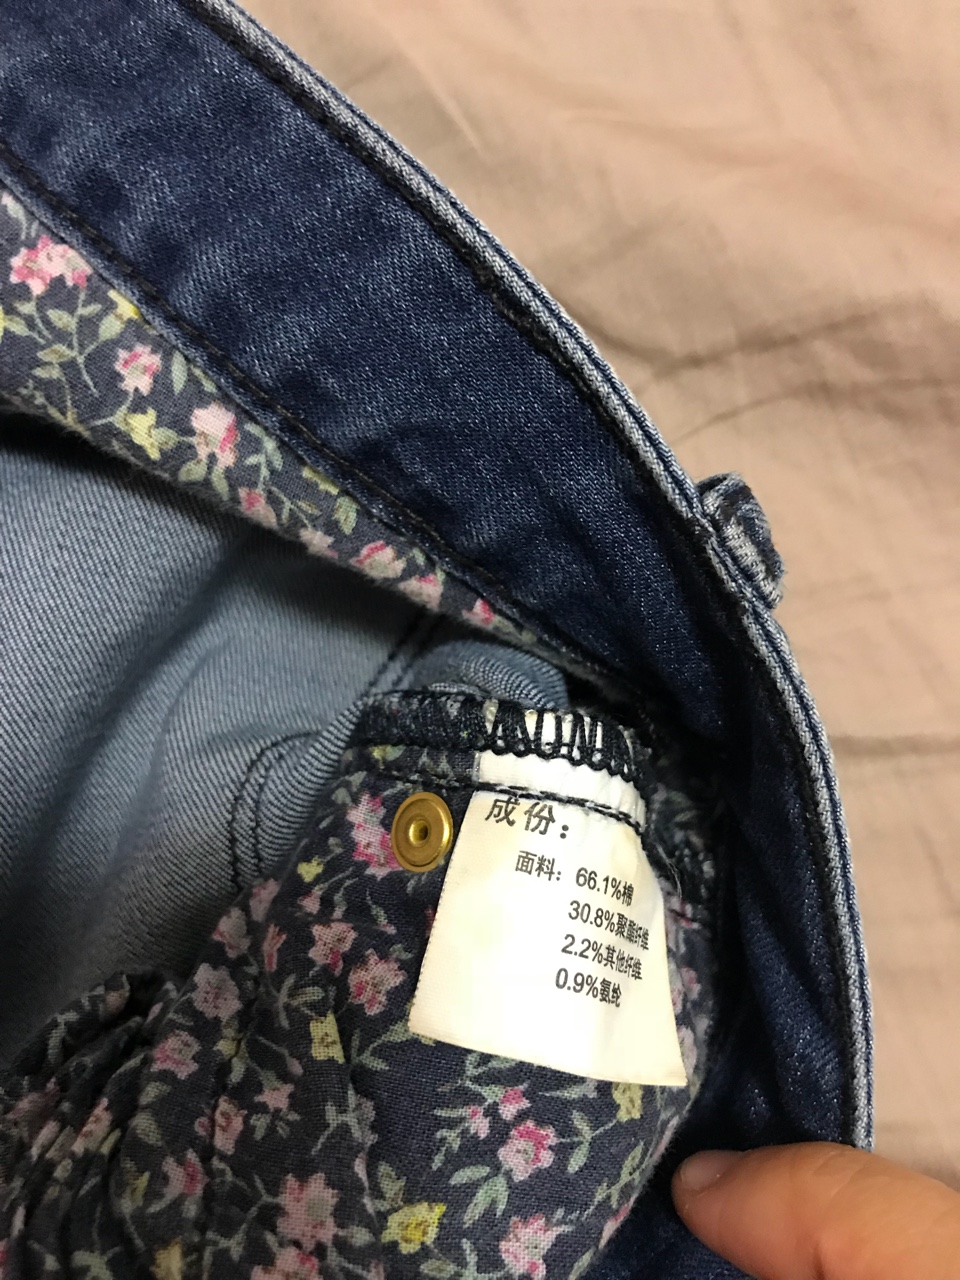 成份：
面料：66.1%棉
30.8%聚酯纤维
2.2%其他纤维
0.9%氨纶